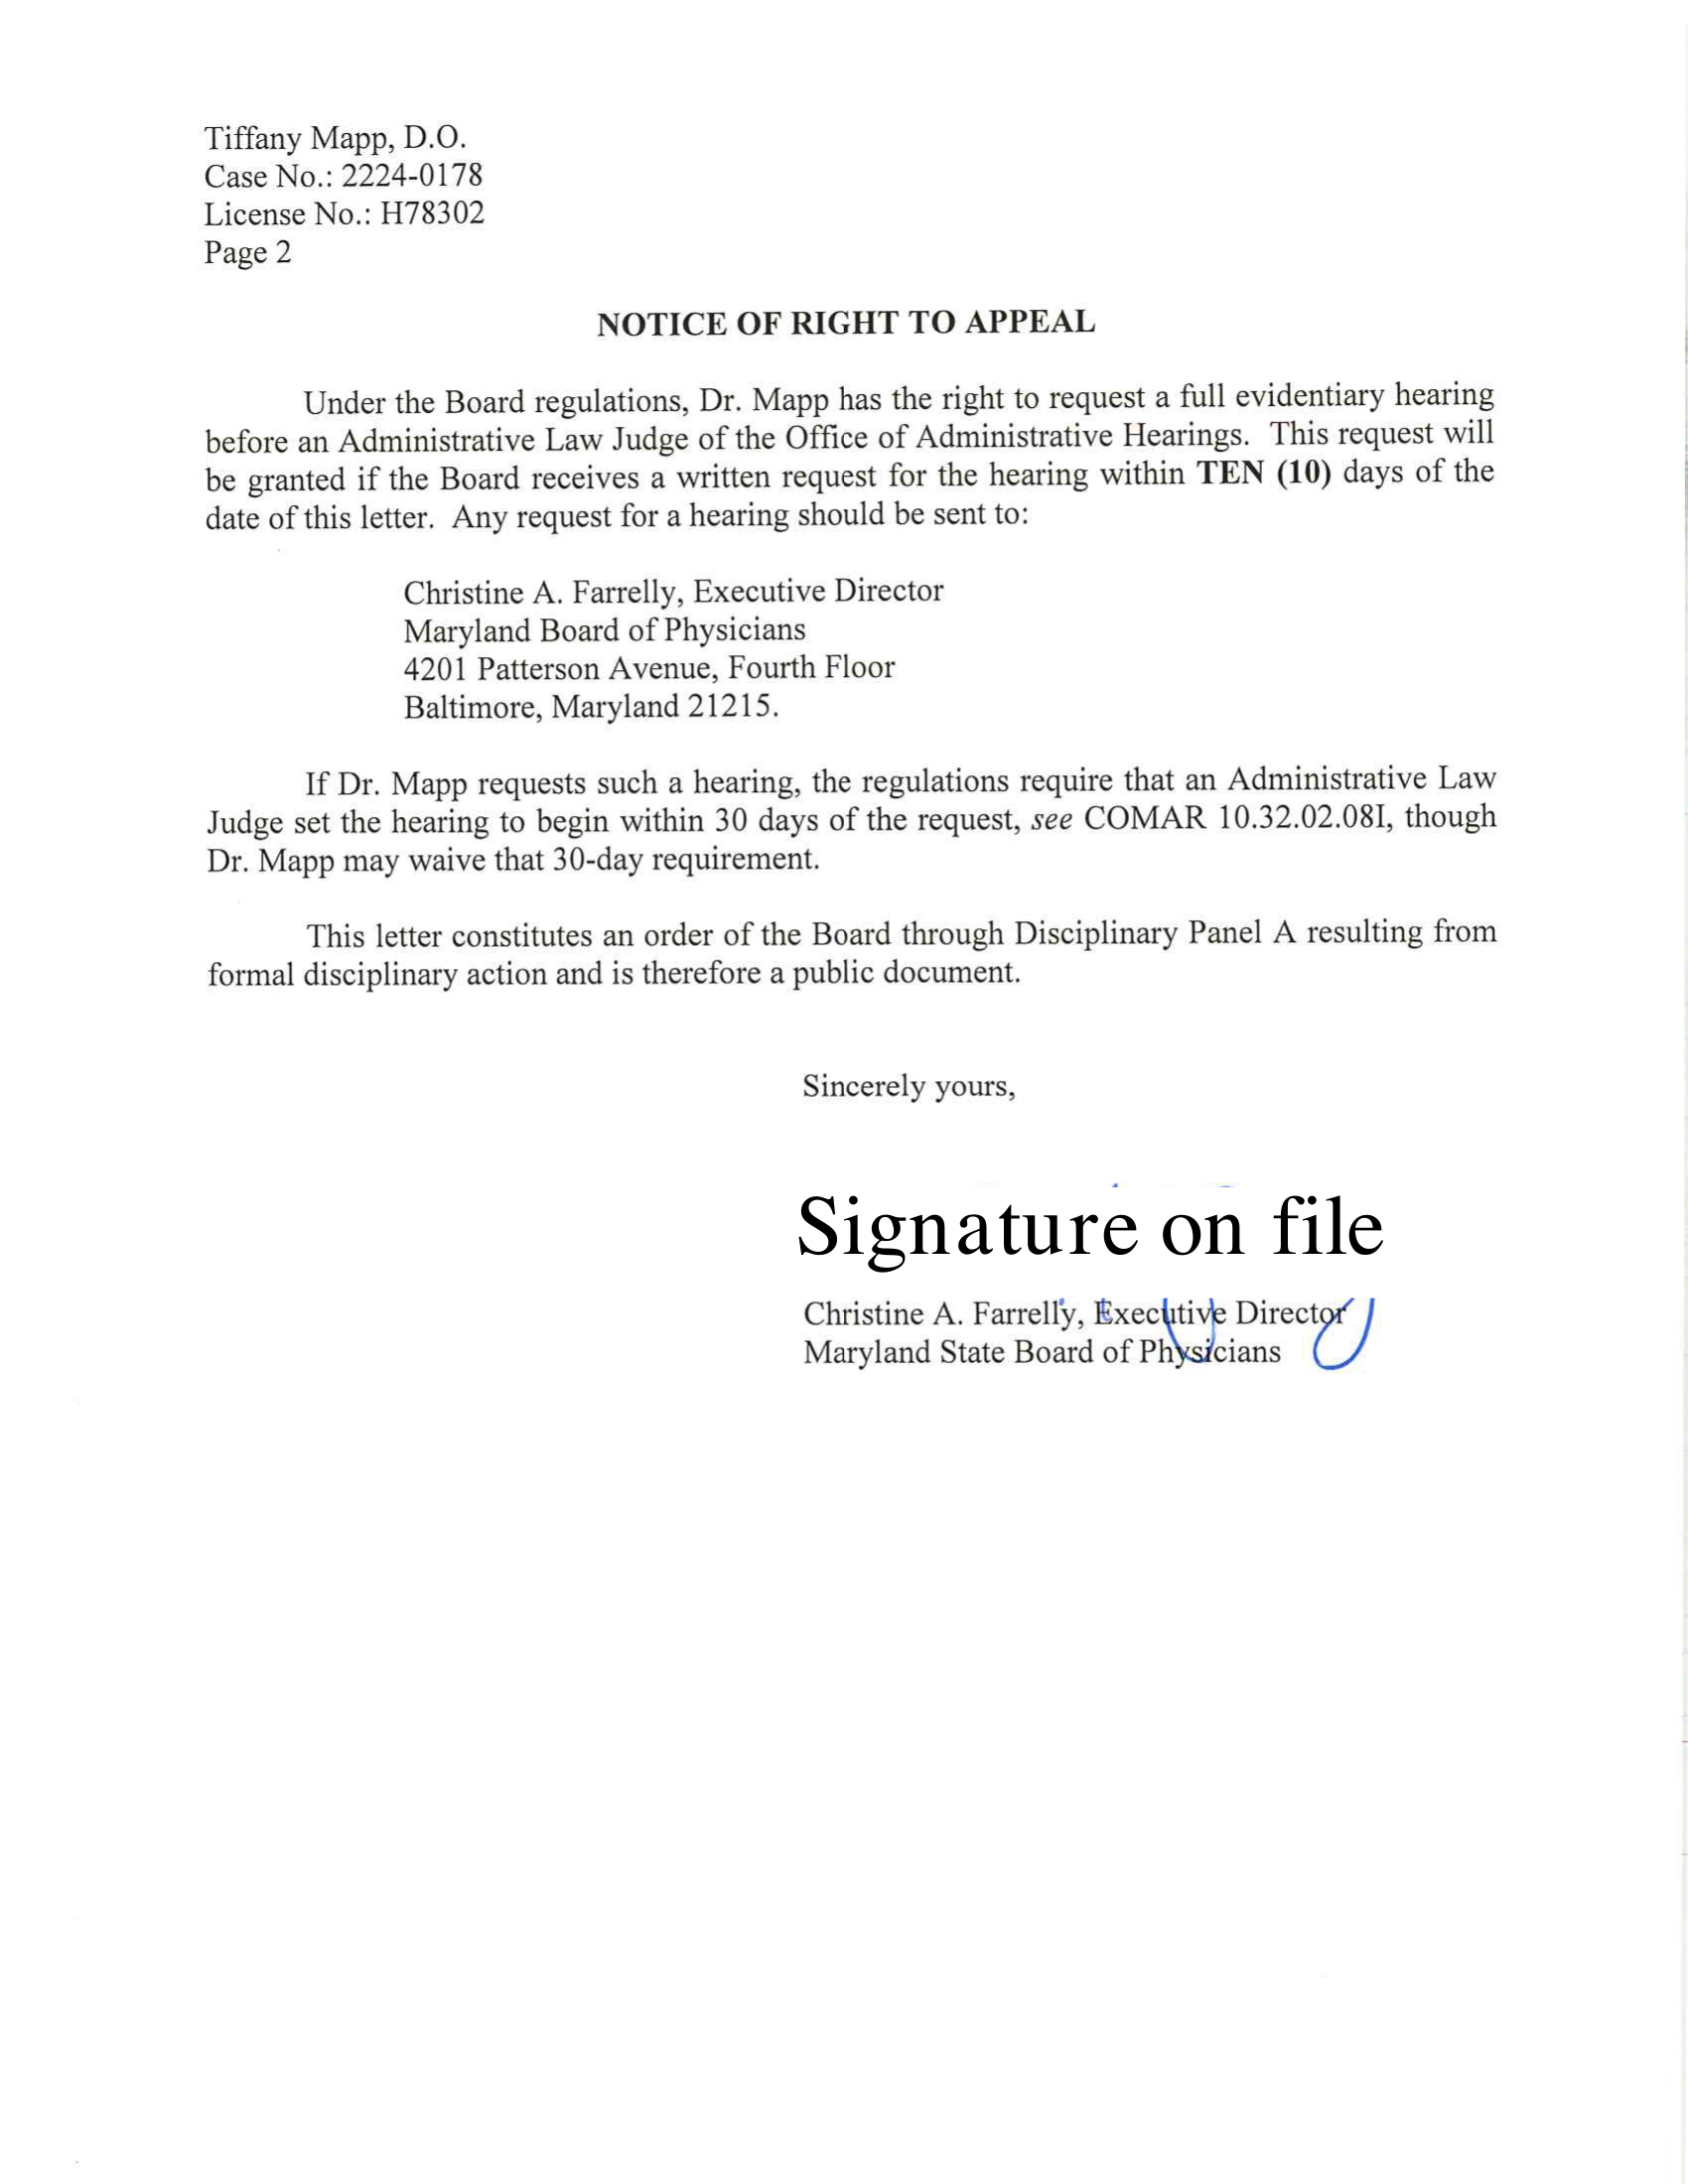 Tiffany Mapp, D.O.
Case No.: 2224-0178
License No.: H78302
Page 2
NOTICE OF RIGHT TO APPEAL
Under the Board regulations, Dr. Mapp has the right to request a full evidentiary hearing
before an Administrative Law Judge of the Office of Administrative Hearings. This request will
be granted if the Board receives a written request for the hearing within TEN (10) days of the
date of this letter. Any request for a hearing should be sent to:
Christine A. Farrelly, Executive Director
Maryland Board of Physicians
4201 Patterson Avenue, Fourth Floor
Baltimore, Maryland 21215.
If Dr. Mapp requests such a hearing, the regulations require that an Administrative Law
Judge set the hearing to begin within 30 days of the request, see COMAR 10.32.02.08I, though
Dr. Mapp may waive that 30-day requirement.
This letter constitutes an order of the Board through Disciplinary Panel A resulting from
formal disciplinary action and is therefore a public document.
Sincerely yours,
Signature on file
Christine A. Farrelly, Executive Director
Maryland State Board of Physicians